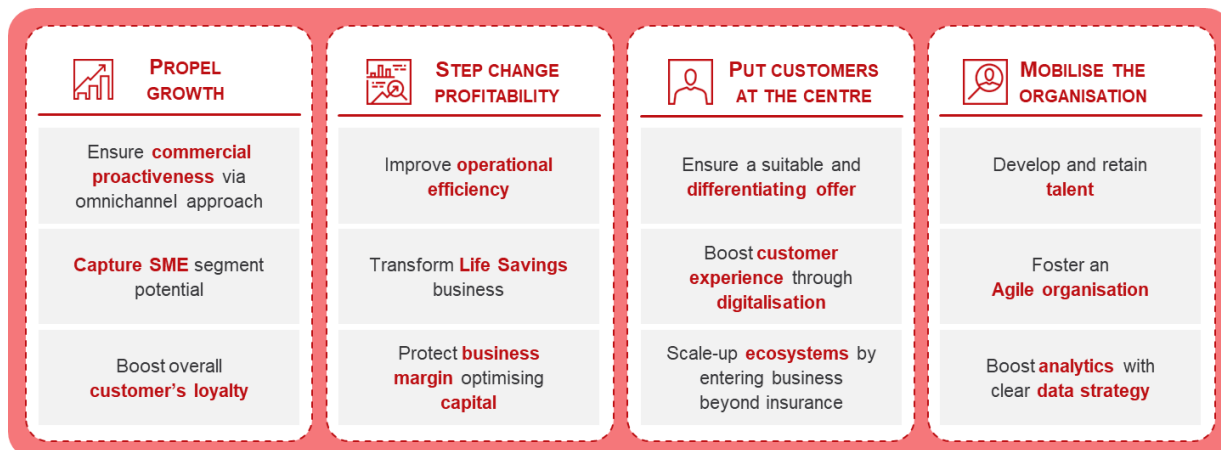 PROPEL
GROWTH
Ensure commercial
proactiveness via
omnichannel approach
Capture SME segment
potential
Boost overall
customer's loyalty
STEP CHANGE
PROFITABILITY
Improve operational
efficiency
Transform Life Savings
business
Protect business
margin optimising
capital
PUT CUSTOMERS
AT THE CENTRE
Ensure a suitable and
differentiating offer
Boost customer
experience through
digitalisation
Scale-up ecosystems by
entering business
beyond insurance
MOBILISE THE
ORGANISATION
Develop and retain
talent
Foster an
Agile organisation
Boost analytics with
clear data strategy